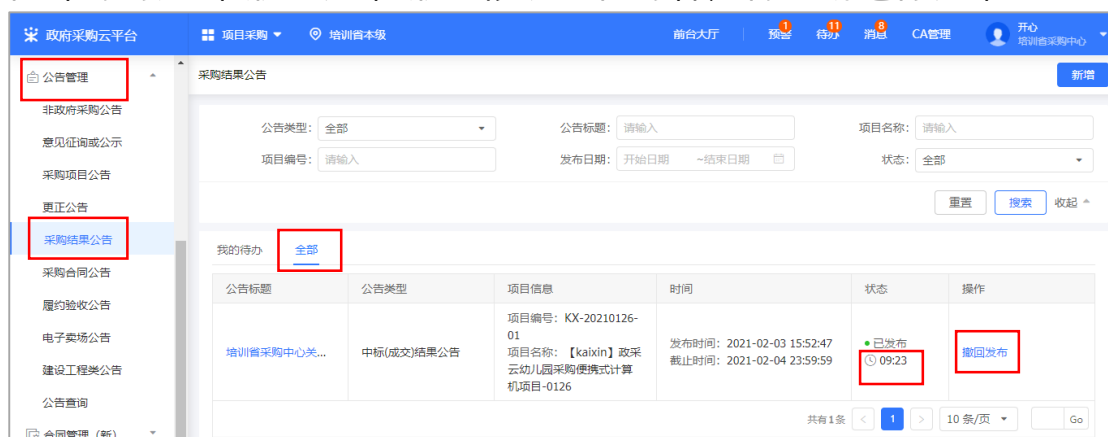 政府采购云平台 项目采购 培训省本级 前台大厅 预警 1 待办 11 消息 8 CA管理 开心
培训省采购中心
公告管理
非政府采购公告
意见征询或公示
采购项目公告
更正公告
采购结果公告
采购合同公告
履约验收公告
电子卖场公告
建设工程类公告
公告查询
合同管理（新）
采购结果公告 新增
公告类型： 全部 公告标题： 请输入 项目名称： 请输入
项目编号： 请输入 发布日期： 开始日期 ~结束日期 状态： 全部
重置 搜索 收起
我的待办 全部
公告标题 公告类型 项目信息 时间 状态 操作
培训省采购中心关... 中标(成交)结果公告
项目编号：KX-20210126-
01
项目名称：【kaixin】政采
云幼儿园采购便携式计算
机项目-0126
发布时间：2021-02-03 15:52:47
截止时间：2021-02-04 23:59:59
已发布
09:23
撤回发布
共有1条 < 1 > 10 条/页 Go